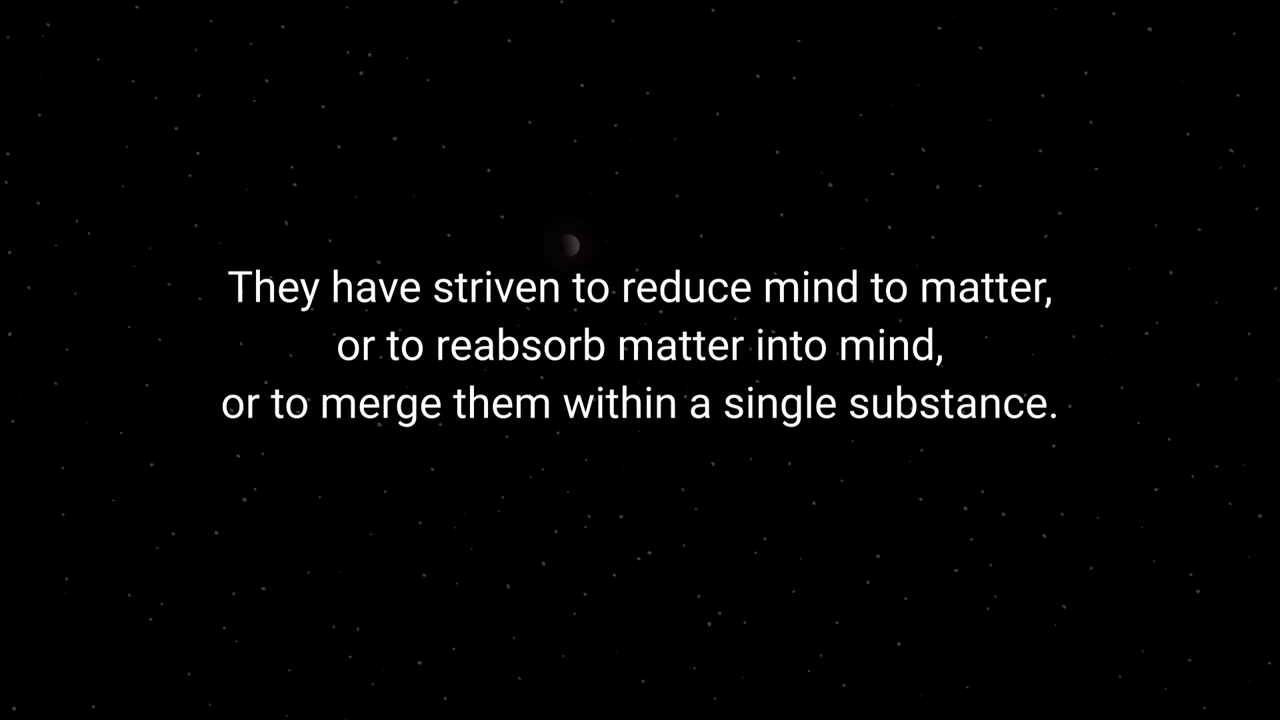 They have striven to reduce mind to matter,
or to reabsorb matter into mind,
or to merge them within a single substance.